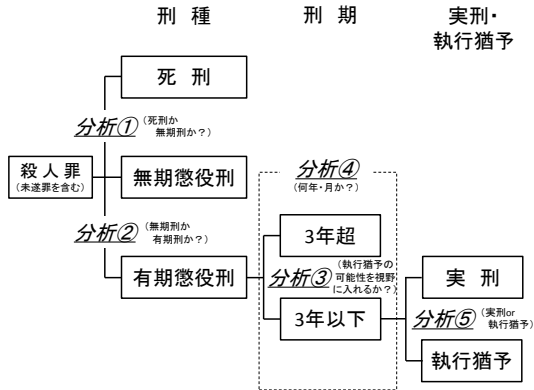 刑 種
刑 期
実刑・
執行猶予
死 刑
分析①
(死刑か
無期刑か？)
殺 人 罪
(未遂罪を含む)
無期懲役刑
分析④
(何年・月か？)
分析②
(無期刑か
有期刑か？)
3年超
有期懲役刑
分析③
(執行猶予の
可能性を視野
に入れるか？)
実 刑
3年以下
分析⑤
(実刑or
執行猶予)
執行猶予